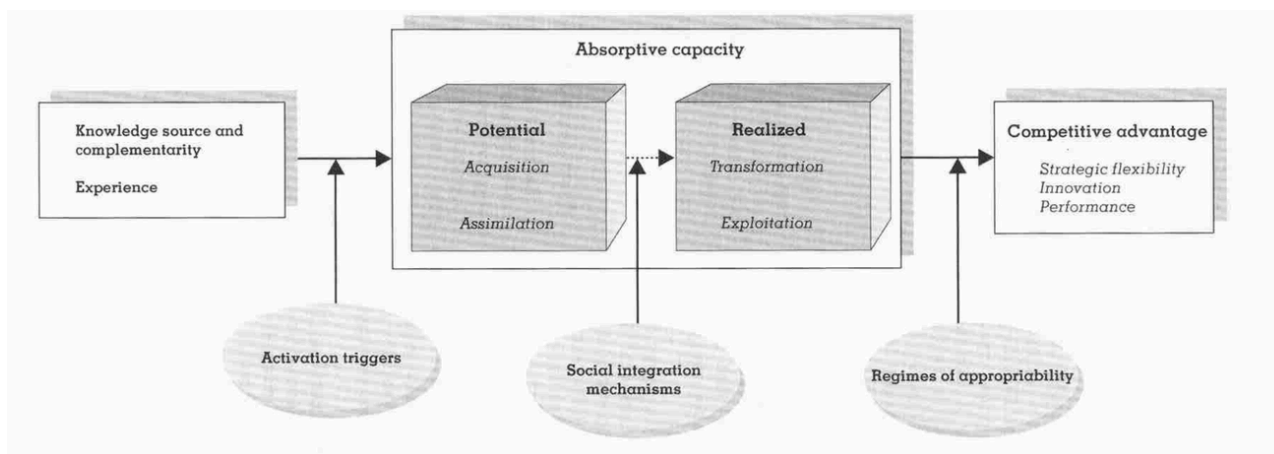 Absorptive capacity
Knowledge source and
complementarity
Experience
Potential
Acquisition
Assimilation
Realized
Transformation
Exploitation
Competitive advantage
Strategic flexibility
Innovation
Performance
Activation triggers
Social integration
mechanisms
Regimes of appropriability